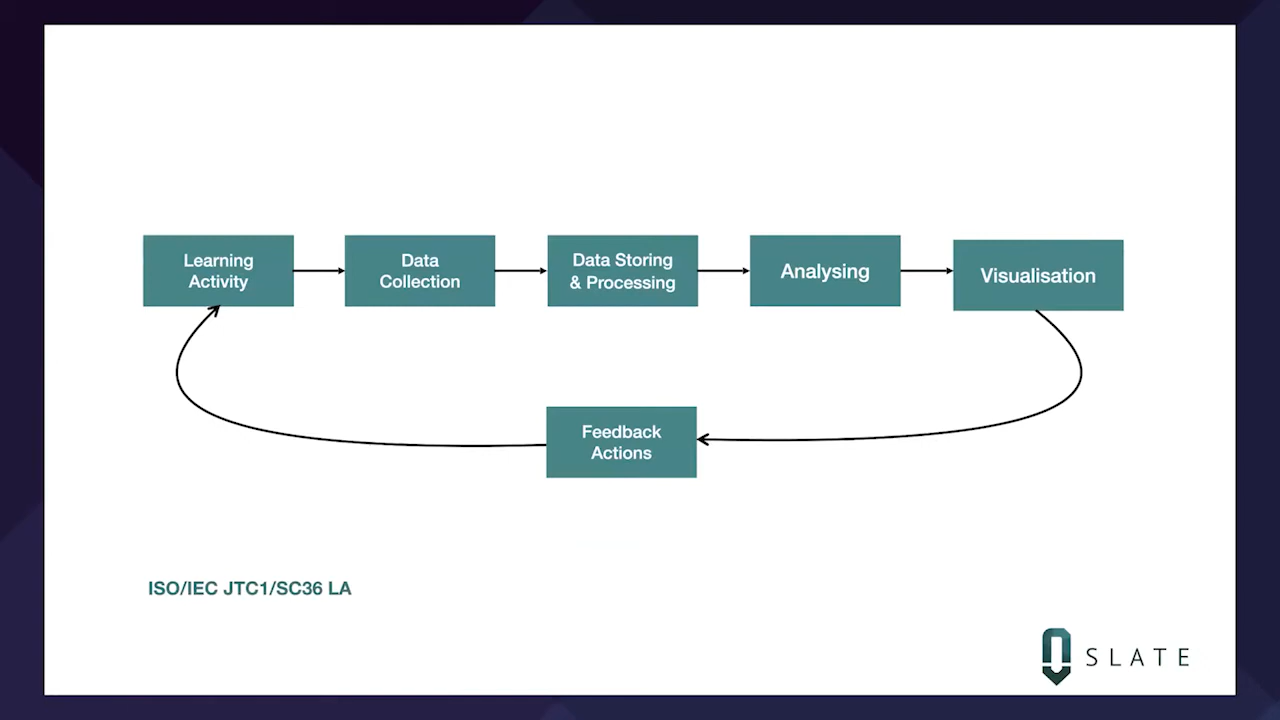 Learning
Activity
Data
Collection
Data Storing
& Processing
Analysing
Visualisation
Feedback
Actions
ISO/IEC JTC1/SC36 LA
SLATE